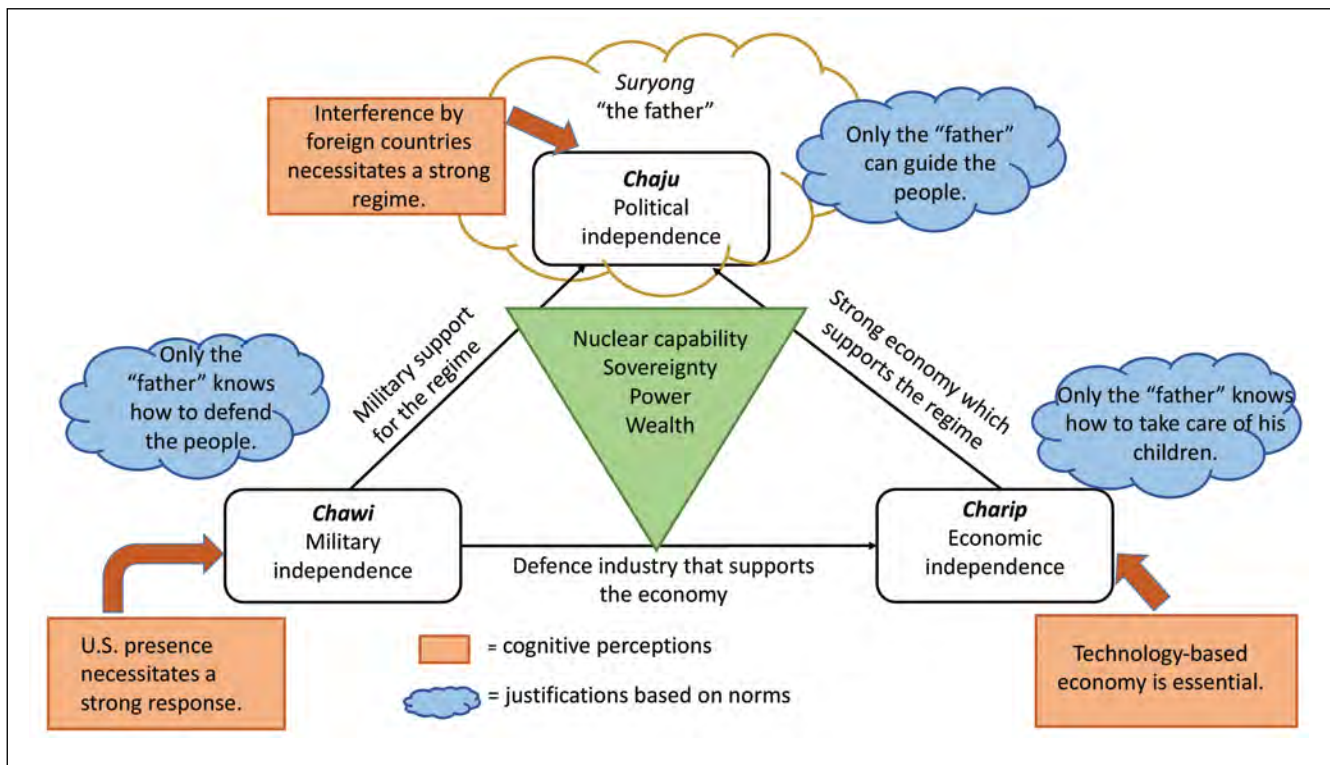 Suryong
“the father”
Interference by
foreign countries
necessitates a strong
regime.
Only the “father”
can guide the
people.
Chaju
Political
independence
Military support
for the regime
Nuclear capability
Sovereignty
Power
Wealth
Strong economy which
supports the regime
Only the
“father” knows
how to defend
the people.
Only the “father” knows
how to take care of his
children.
Chawi
Military
independence
Defence industry that supports
the economy
Charip
Economic
independence
U.S. presence
necessitates a
strong response.
= cognitive perceptions
= justifications based on norms
Technology-based
economy is essential.